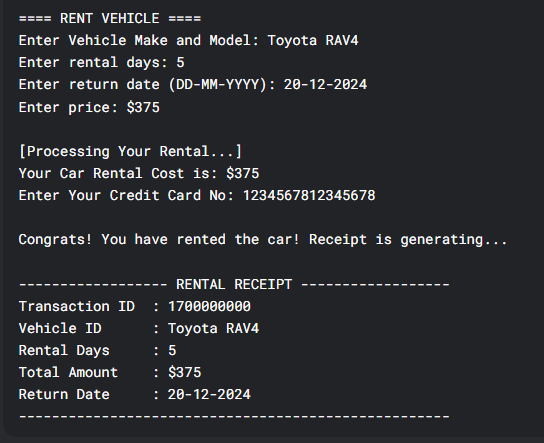 ==== RENT VEHICLE ====
Enter Vehicle Make and Model: Toyota RAV4
Enter rental days: 5
Enter return date (DD-MM-YYYY): 20-12-2024
Enter price: $375
[Processing Your Rental...]
Your Car Rental Cost is: $375
Enter Your Credit Card No: 1234567812345678
Congrats! You have rented the car! Receipt is generating...
------------------ RENTAL RECEIPT ------------------
Transaction ID  : 1700000000
Vehicle ID      : Toyota RAV4
Rental Days     : 5
Total Amount    : $375
Return Date     : 20-12-2024
----------------------------------------------------